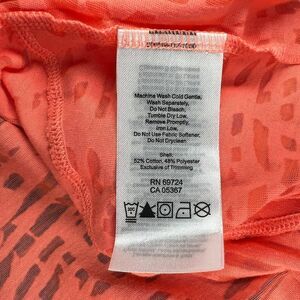 Machine Wash Cold Gentle,
Wash Separately,
Do Not Bleach,
Tumble Dry Low,
Remove Promptly,
Iron Low,
Do Not Use Fabric Softener,
Do Not Dryclean
Shell:
52% Cotton, 48% Polyester
Exclusive of Trimming
RN 69724
CA 05367